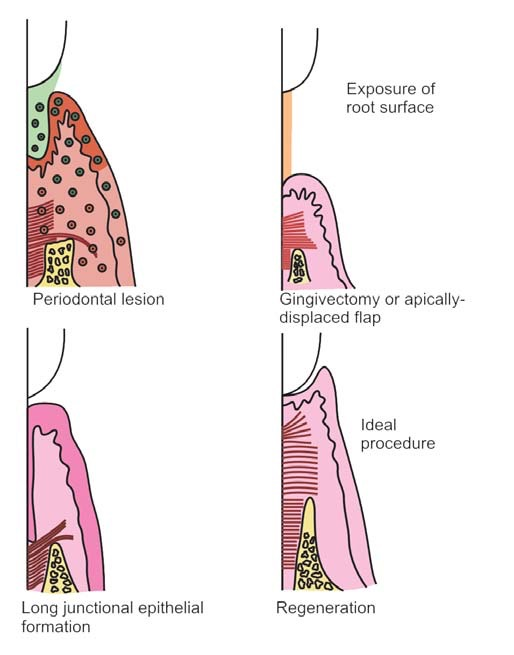 Exposure of
root surface
Periodontal lesion
Gingivectomy or apically-
displaced flap
Ideal
procedure
Long junctional epithelial
formation
Regeneration